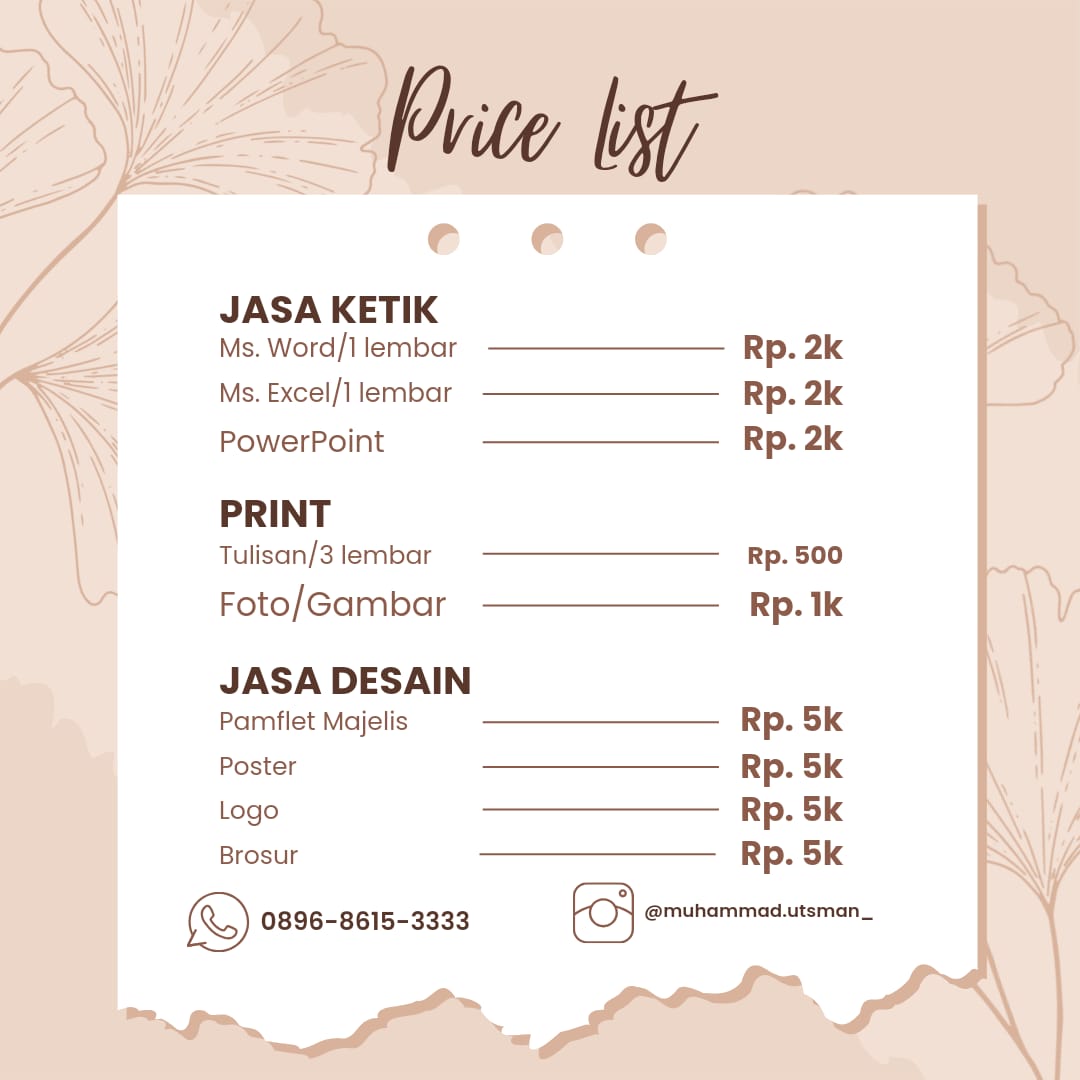 Price list
JASA KETIK
Ms. Word/1 lembar Rp. 2k
Ms. Excel/1 lembar Rp. 2k
PowerPoint Rp. 2k
PRINT
Tulisan/3 lembar Rp. 500
Foto/Gambar Rp. 1k
JASA DESAIN
Pamflet Majelis Rp. 5k
Poster Rp. 5k
Logo Rp. 5k
Brosur Rp. 5k
0896-8615-3333 @muhammad.utsman_